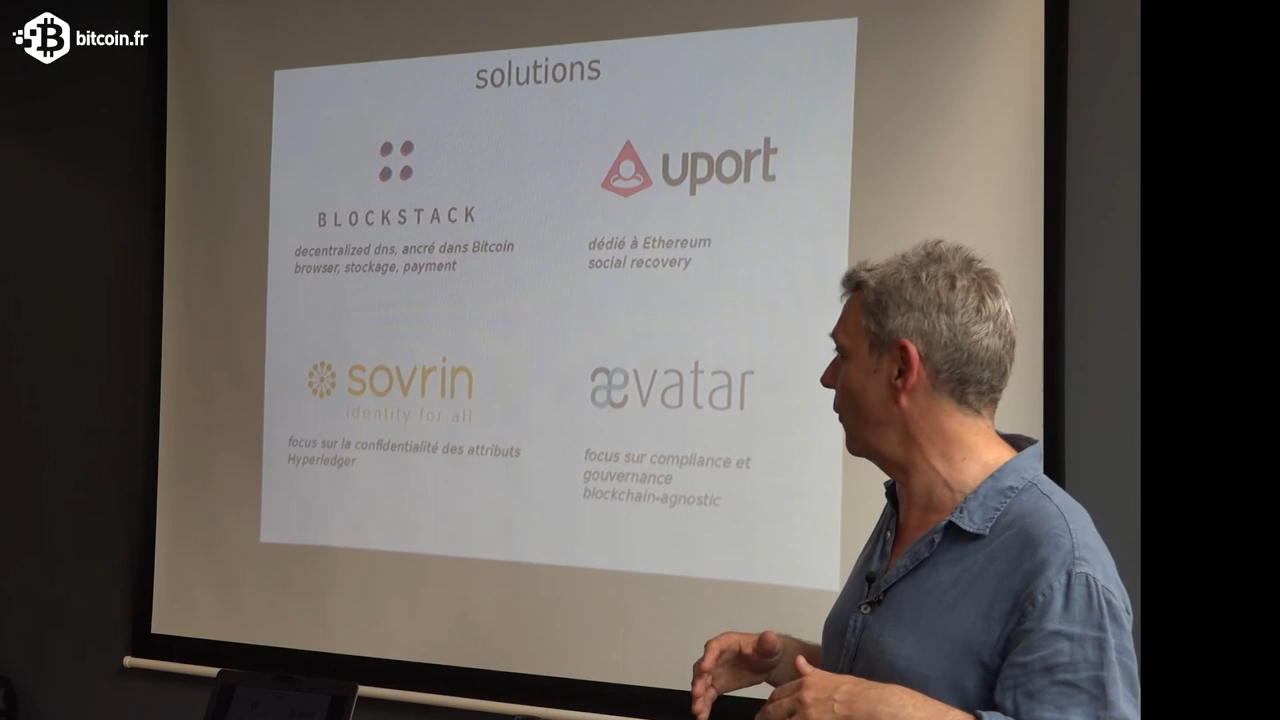 bitcoin.fr
solutions
BLOCKSTACK
decentralized dns, ancré dans Bitcoin
browser, stockage, payment
uport
dédié à Ethereum
social recovery
sovrin
identity for all
focus sur la confidentialité des attributs
Hyperledger
ævatar
focus sur compliance et
gouvernance
blockchain-agnostic